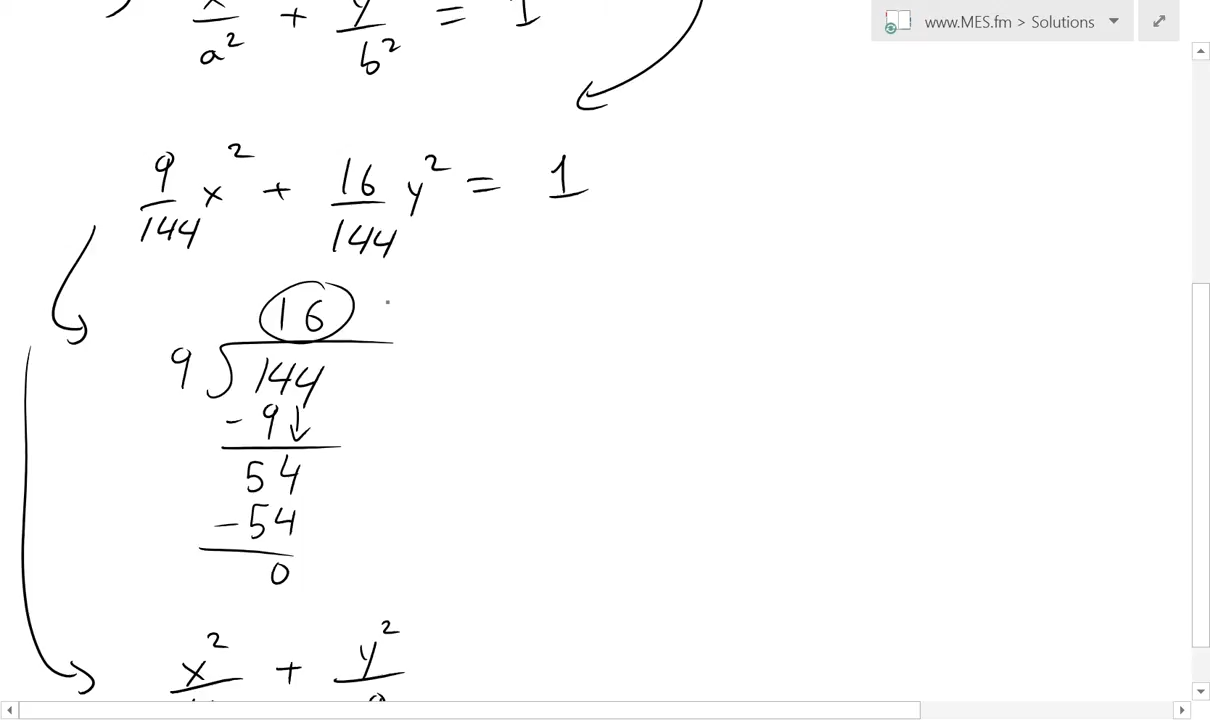 www.MES.fm > Solutions
x/a² + y/b² = 1
9/144 x² + 16/144 y² = 1
16
9 ) 144
- 9 ↓
54
- 54
0
x² + y²